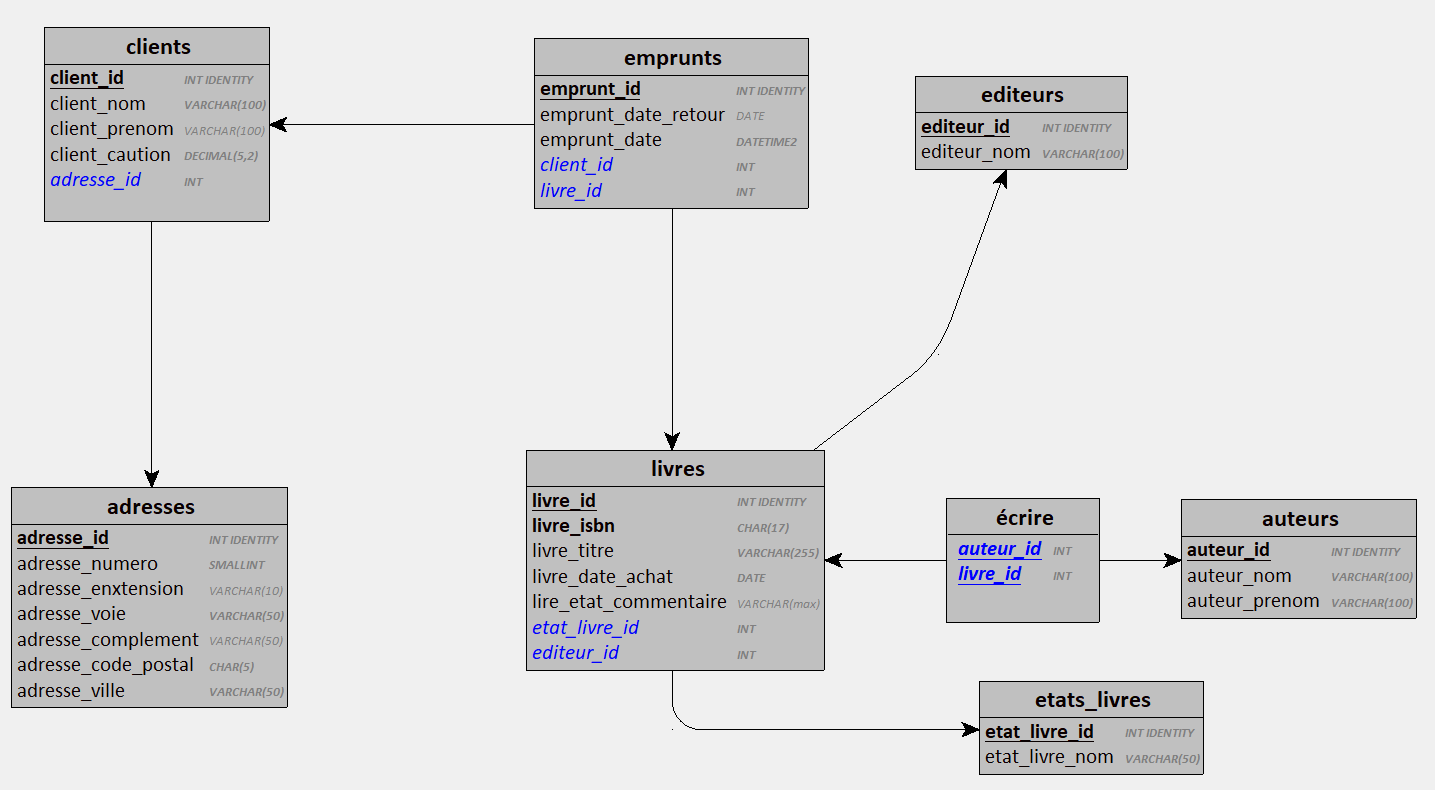 clients
client_id INT IDENTITY
client_nom VARCHAR(100)
client_prenom VARCHAR(100)
client_caution DECIMAL(5,2)
adresse_id INT
emprunts
emprunt_id INT IDENTITY
emprunt_date_retour DATE
emprunt_date DATETIME2
client_id INT
livre_id INT
editeurs
editeur_id INT IDENTITY
editeur_nom VARCHAR(100)
adresses
adresse_id INT IDENTITY
adresse_numero SMALLINT
adresse_enxtension VARCHAR(10)
adresse_voie VARCHAR(50)
adresse_complement VARCHAR(50)
adresse_code_postal CHAR(5)
adresse_ville VARCHAR(50)
livres
livre_id INT IDENTITY
livre_isbn CHAR(17)
livre_titre VARCHAR(255)
livre_date_achat DATE
lire_etat_commentaire VARCHAR(max)
etat_livre_id INT
editeur_id INT
écrire
auteur_id INT
livre_id INT
auteurs
auteur_id INT IDENTITY
auteur_nom VARCHAR(100)
auteur_prenom VARCHAR(100)
etats_livres
etat_livre_id INT IDENTITY
etat_livre_nom VARCHAR(50)